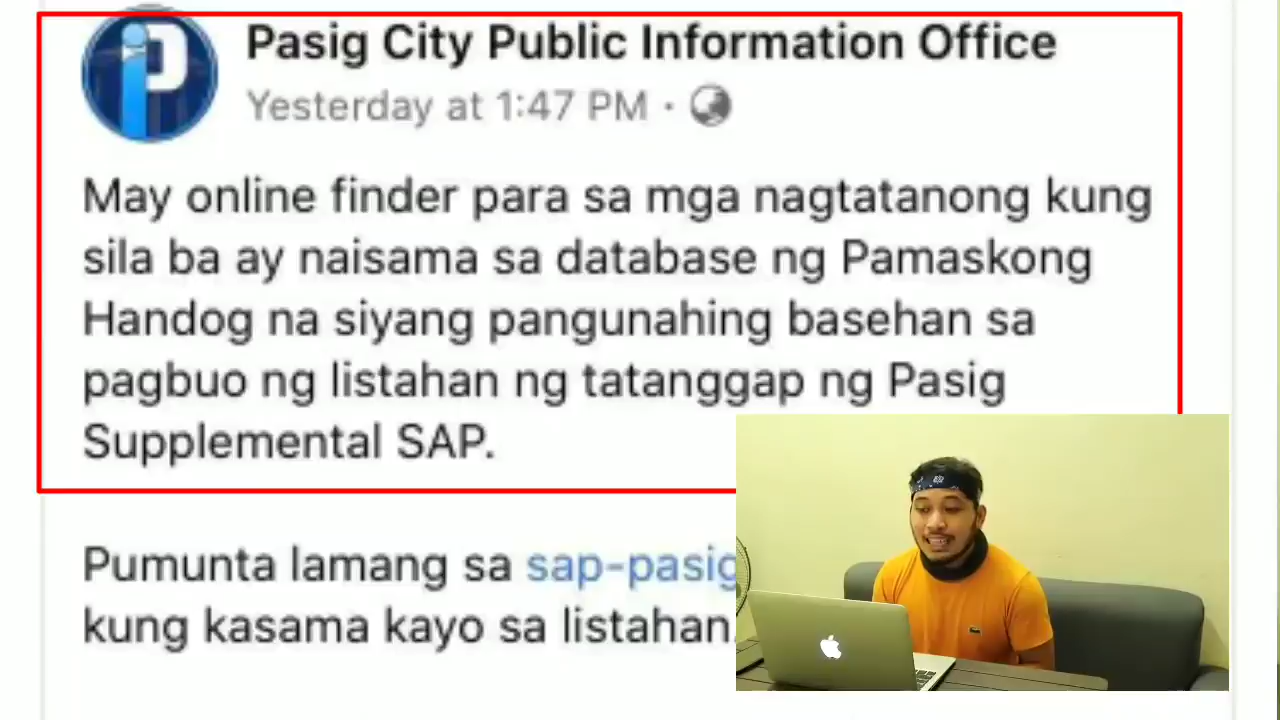 Pasig City Public Information Office
Yesterday at 1:47 PM ·
May online finder para sa mga nagtatanong kung
sila ba ay naisama sa database ng Pamaskong
Handog na siyang pangunahing basehan sa
pagbuo ng listahan ng tatanggap ng Pasig
Supplemental SAP.
Pumunta lamang sa sap-pasig
kung kasama kayo sa listahan.